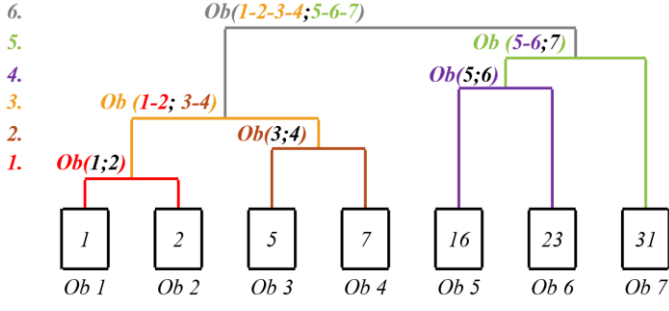 6. Ob(1-2-3-4;5-6-7)
5. Ob (5-6;7)
4. Ob(5;6)
3. Ob (1-2; 3-4)
2. Ob(3;4)
1. Ob(1;2)
1 2 5 7 16 23 31
Ob 1 Ob 2 Ob 3 Ob 4 Ob 5 Ob 6 Ob 7